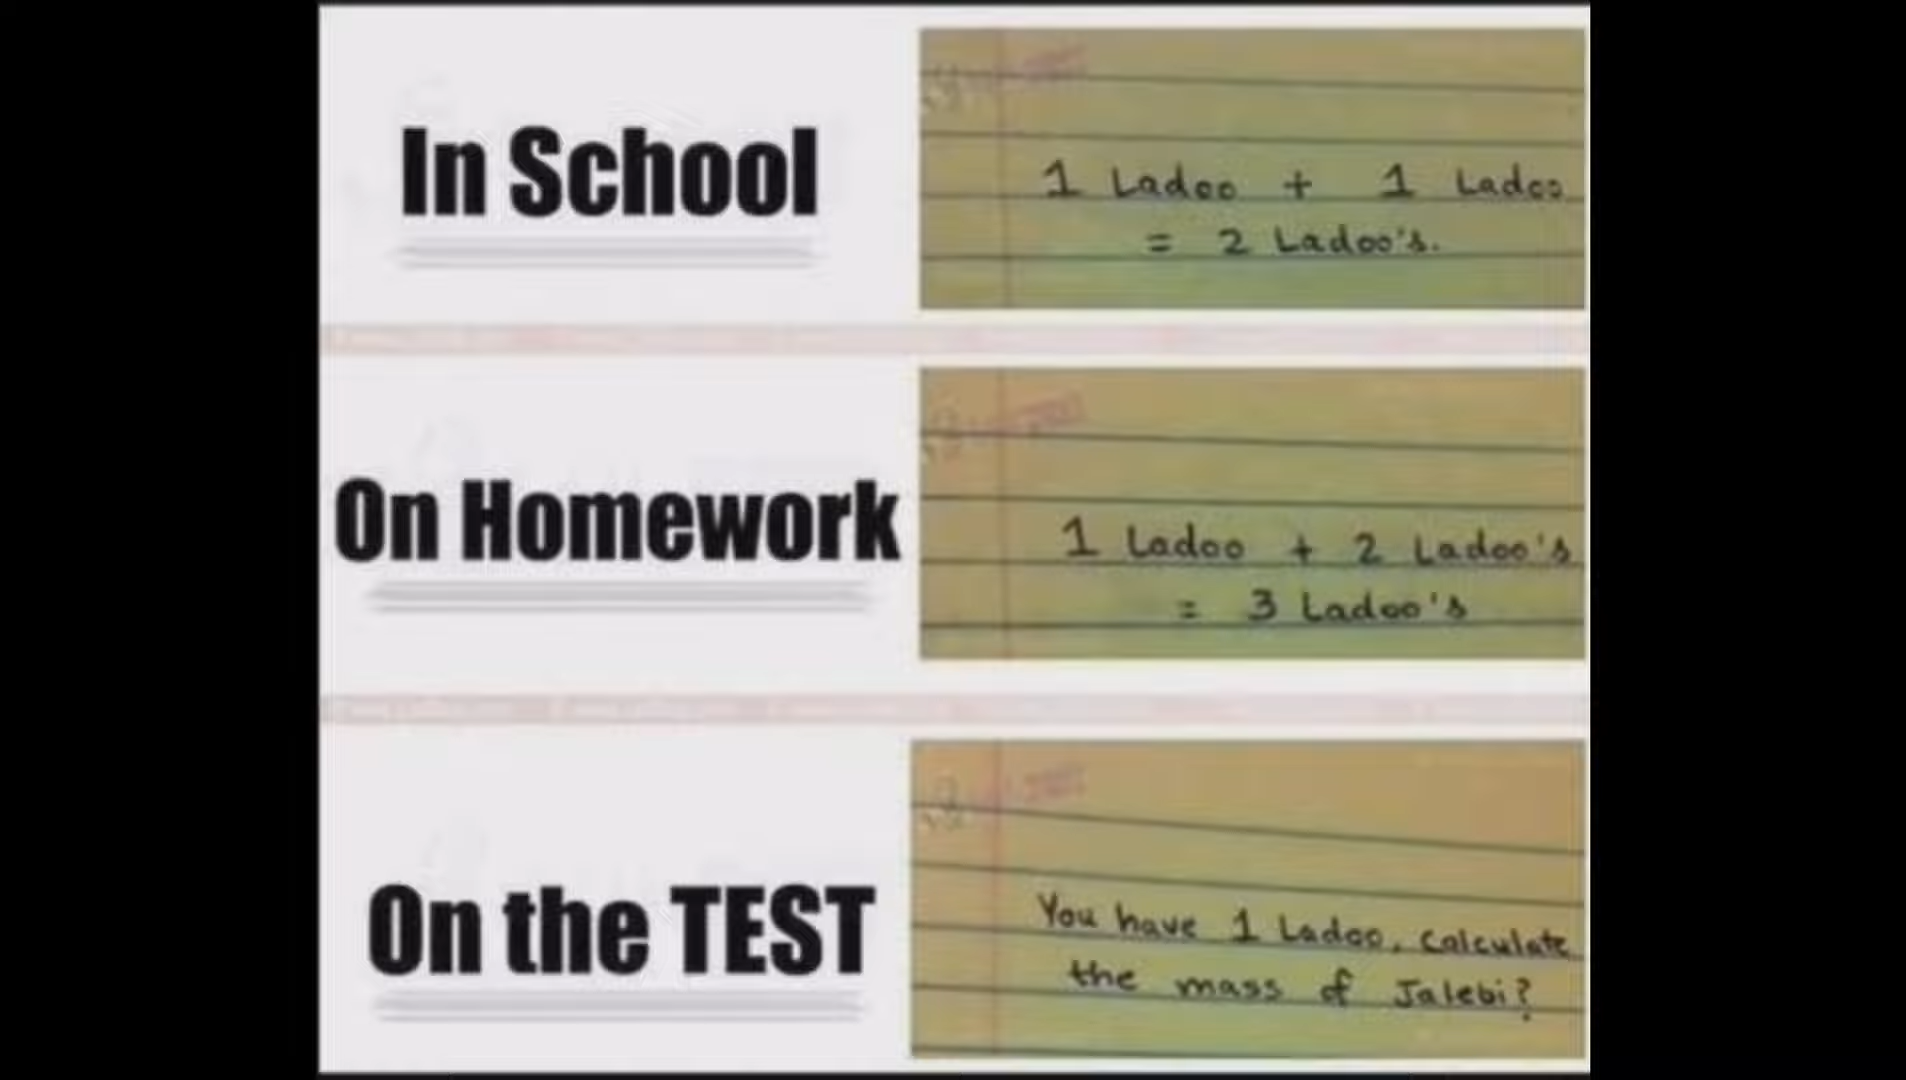 In School
1 Ladoo + 1 Ladoo
= 2 Ladoo's.
On Homework
1 Ladoo + 2 Ladoo's
= 3 Ladoo's
On the TEST
You have 1 Ladoo, Calculate
the mass of Jalebi?